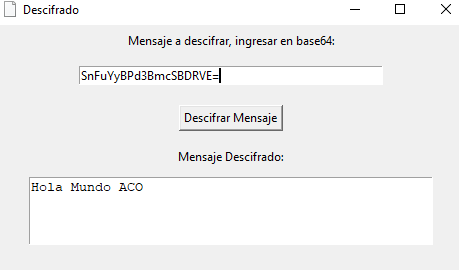 Descifrado
Mensaje a descifrar, ingresar en base64:
SnFuYyBPd3BmcSBDRVE=
Descifrar Mensaje
Mensaje Descifrado:
Hola Mundo ACO